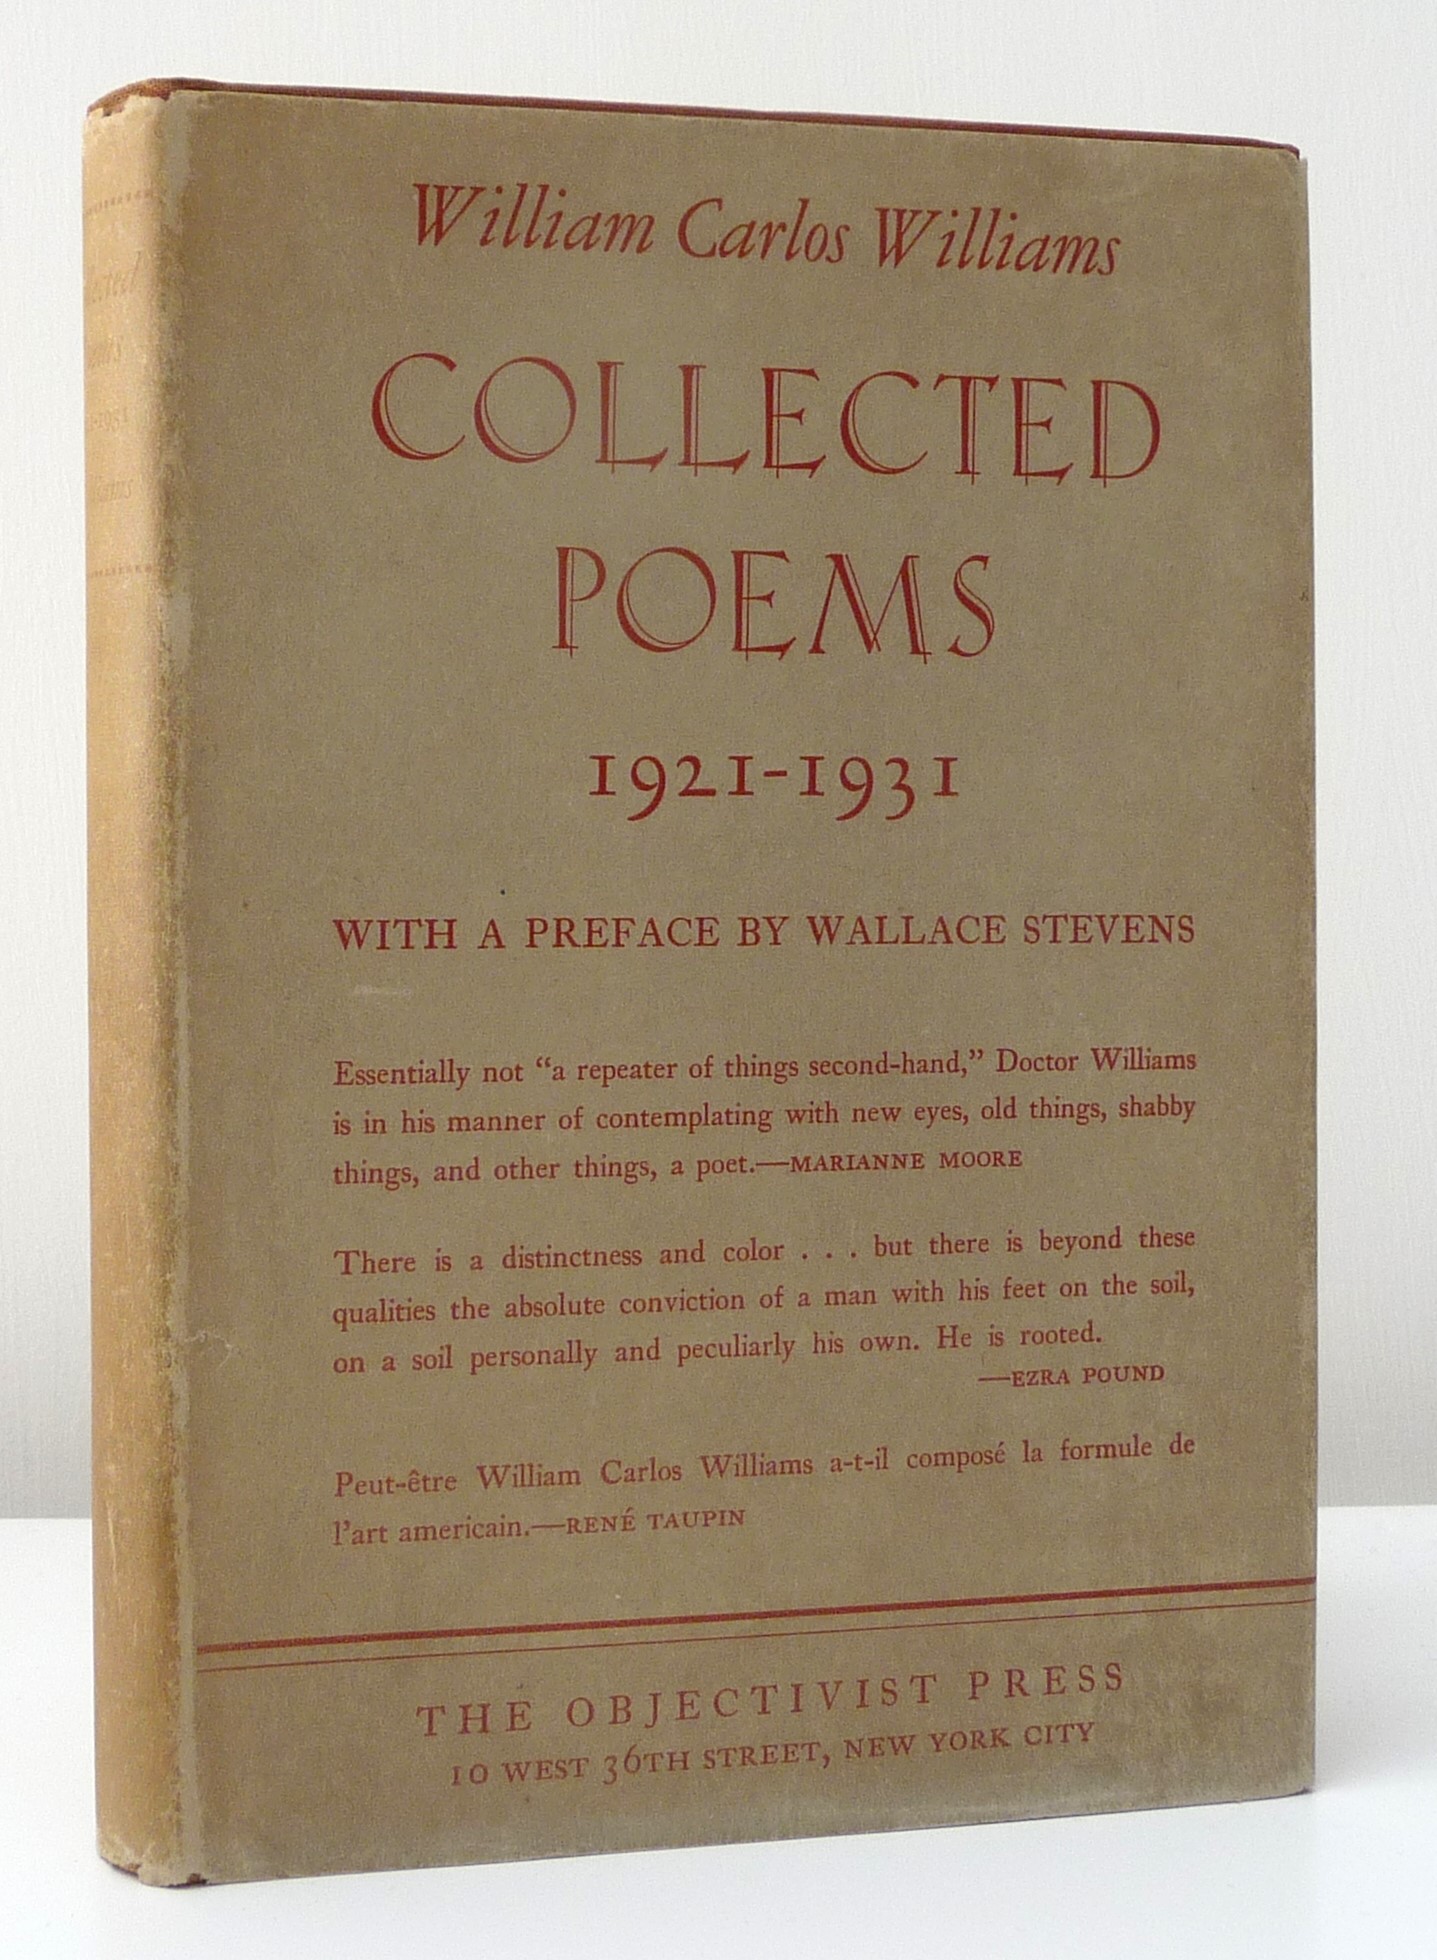 William Carlos Williams
COLLECTED
POEMS
1921-1931
WITH A PREFACE BY WALLACE STEVENS
Essentially not “a repeater of things second-hand,” Doctor Williams
is in his manner of contemplating with new eyes, old things, shabby
things, and other things, a poet.—MARIANNE MOORE
There is a distinctness and color . . . but there is beyond these
qualities the absolute conviction of a man with his feet on the soil,
on a soil personally and peculiarly his own. He is rooted.
—EZRA POUND
Peut-être William Carlos Williams a-t-il composé la formule de
l’art americain.—RENÉ TAUPIN
THE OBJECTIVIST PRESS
10 WEST 36TH STREET, NEW YORK CITY